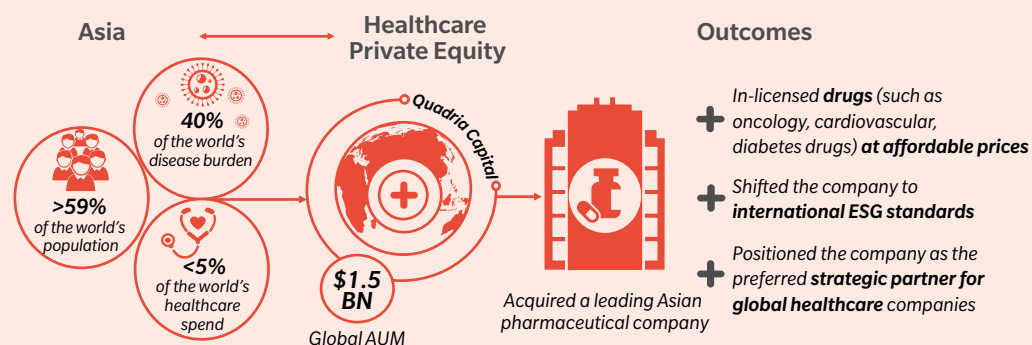 Asia
Healthcare
Private Equity
Outcomes
40%
of the world's
disease burden
>59%
of the world's
population
<5%
of the world's
healthcare
spend
Quadria Capital
$1.5
BN
Global AUM
Acquired a leading Asian
pharmaceutical company
In-licensed drugs (such as
oncology, cardiovascular,
diabetes drugs) at affordable prices
Shifted the company to
international ESG standards
Positioned the company as the
preferred strategic partner for
global healthcare companies